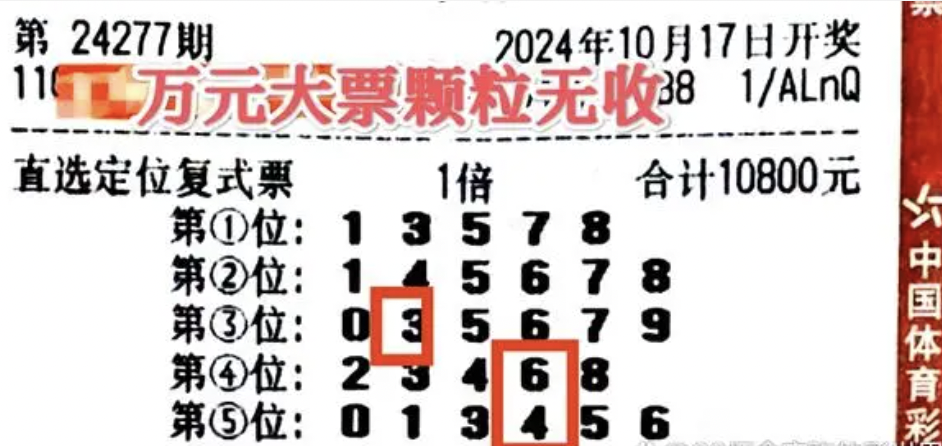 第 24277期
2024年10月17日开奖
110
万元大票颗粒无收
38 1/ALnQ
直选定位复式票 1倍 合计10800元
第①位: 1 3 5 7 8
第②位: 1 4 5 6 7 8
第③位: 0 3 5 6 7 9
第④位: 2 3 4 6 8
第⑤位: 0 1 3 4 5 6
票
中国体育彩